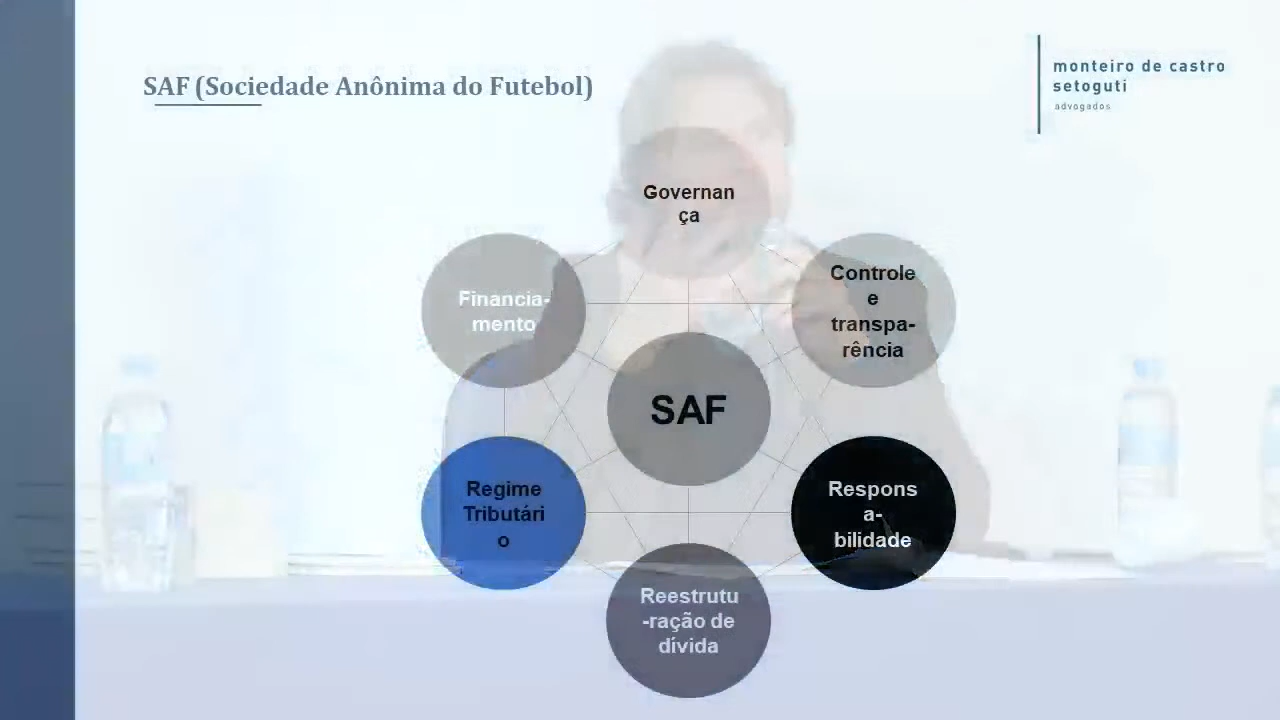 SAF (Sociedade Anônima do Futebol)
monteiro de castro
setoguti
advogados
Governan
ça
Financia-
mento
Controle
e
transpa-
rência
SAF
Regime
Tributári
o
Respons
a-
bilidade
Reestrutu
-ração de
dívida